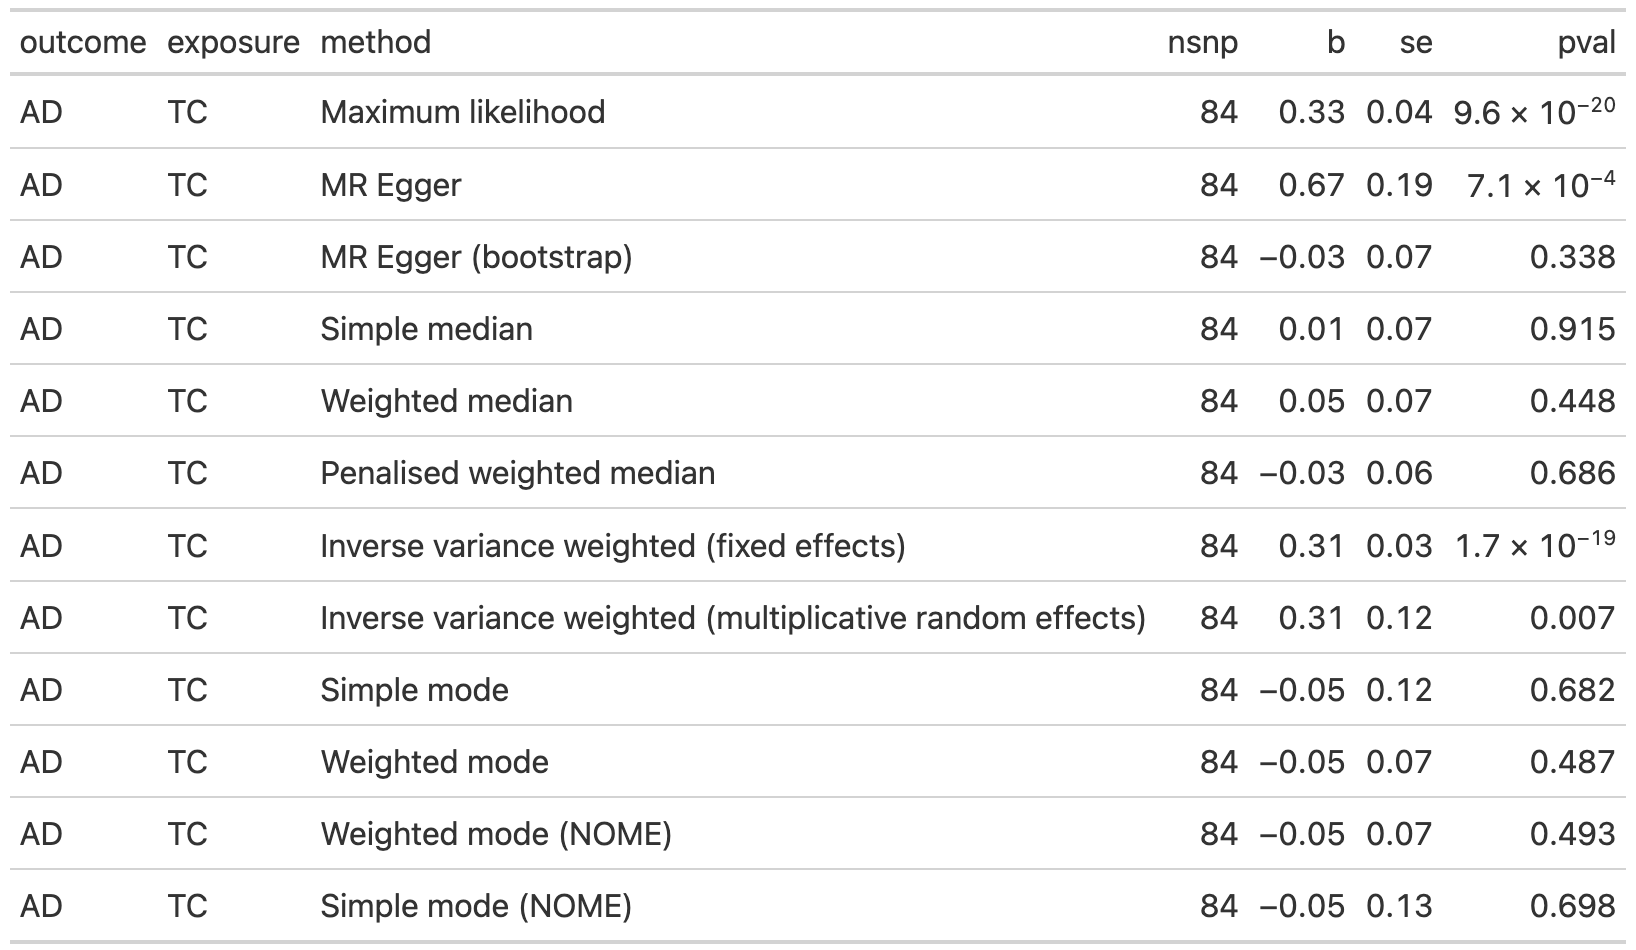 outcome exposure method nsnp b se pval
AD TC Maximum likelihood 84 0.33 0.04 9.6 × 10⁻²⁰
AD TC MR Egger 84 0.67 0.19 7.1 × 10⁻⁴
AD TC MR Egger (bootstrap) 84 −0.03 0.07 0.338
AD TC Simple median 84 0.01 0.07 0.915
AD TC Weighted median 84 0.05 0.07 0.448
AD TC Penalised weighted median 84 −0.03 0.06 0.686
AD TC Inverse variance weighted (fixed effects) 84 0.31 0.03 1.7 × 10⁻¹⁹
AD TC Inverse variance weighted (multiplicative random effects) 84 0.31 0.12 0.007
AD TC Simple mode 84 −0.05 0.12 0.682
AD TC Weighted mode 84 −0.05 0.07 0.487
AD TC Weighted mode (NOME) 84 −0.05 0.07 0.493
AD TC Simple mode (NOME) 84 −0.05 0.13 0.698